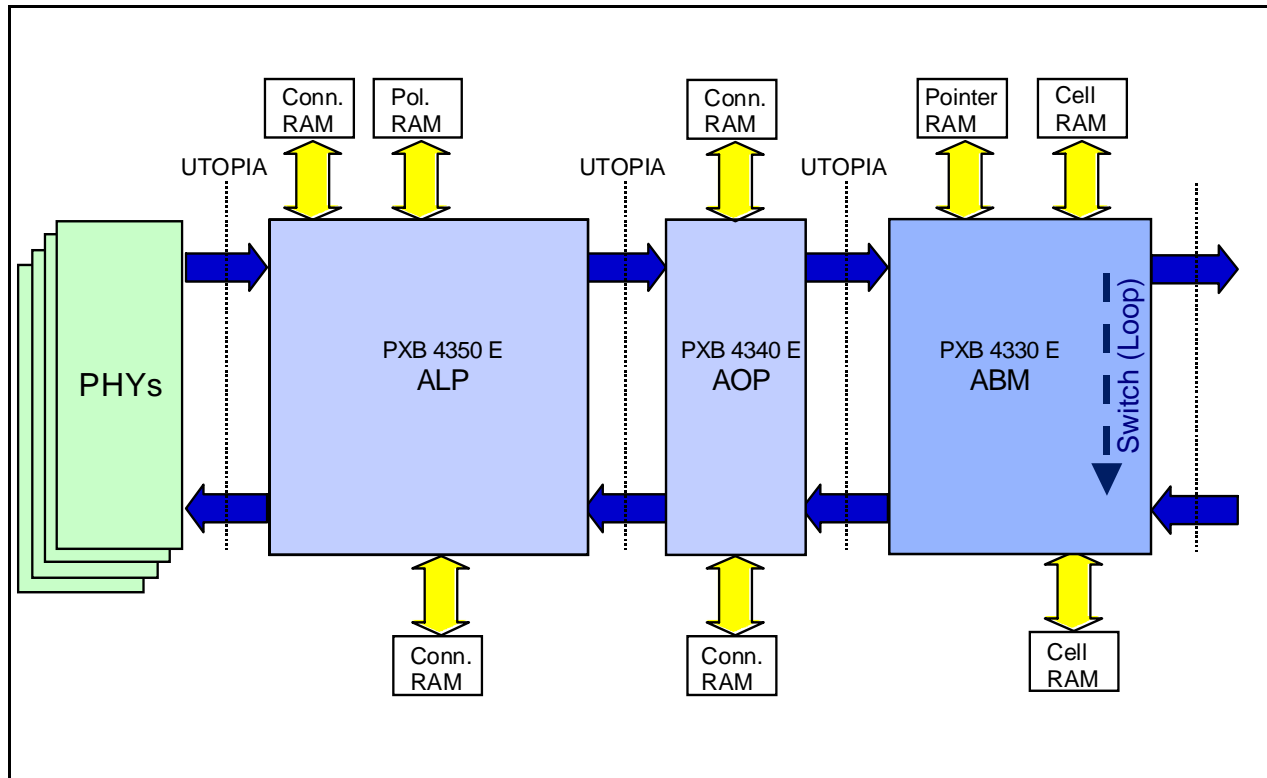 Conn.
RAM
Pol.
RAM
Conn.
RAM
Pointer
RAM
Cell
RAM
UTOPIA
UTOPIA
UTOPIA
PHYs
PXB 4350 E
ALP
PXB 4340 E
AOP
PXB 4330 E
ABM
Switch (Loop)
Conn.
RAM
Conn.
RAM
Cell
RAM